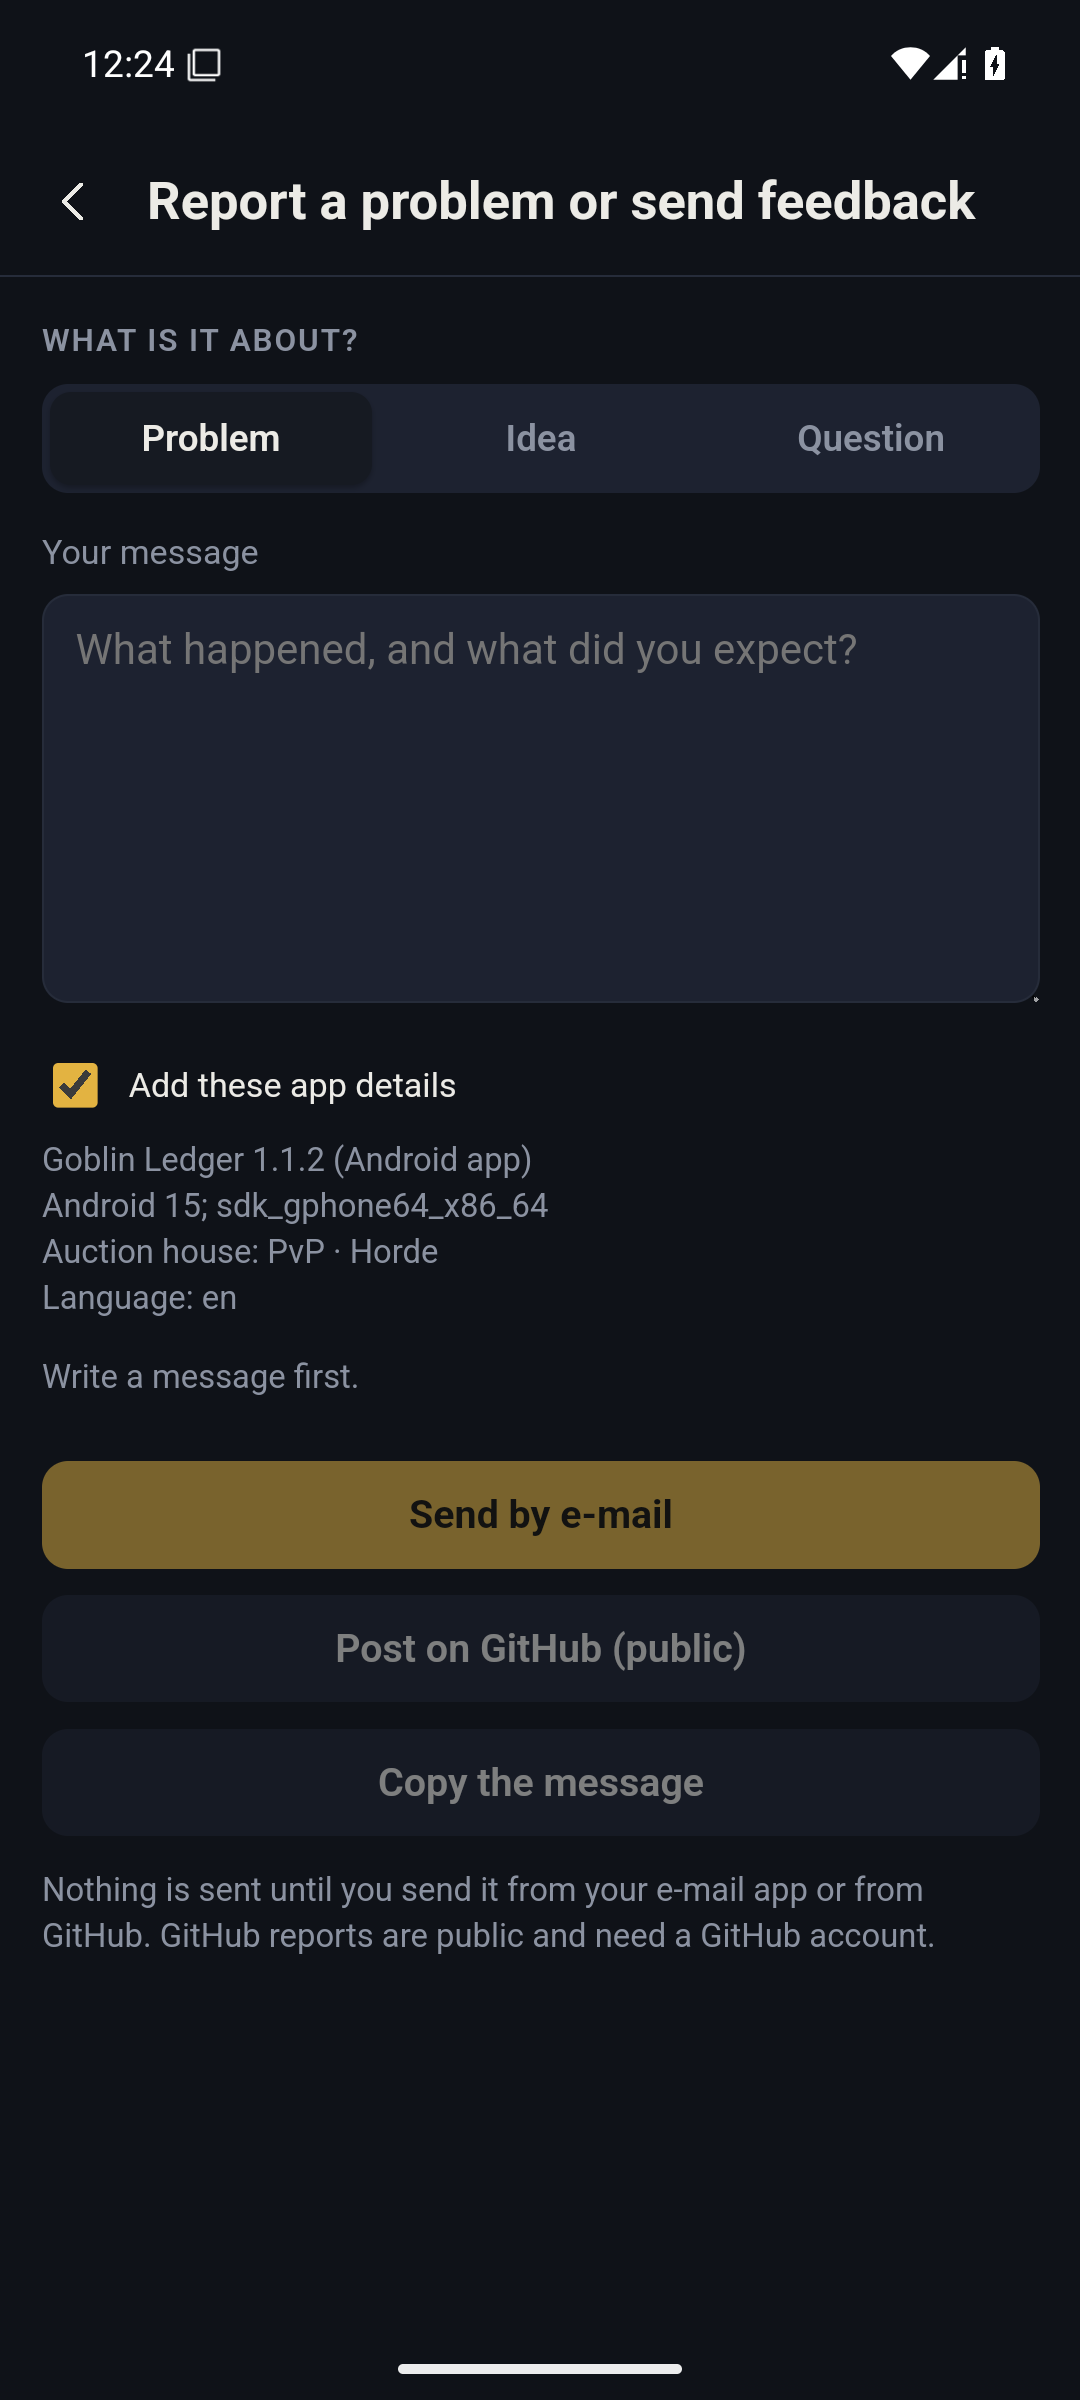 12:24
Report a problem or send feedback
WHAT IS IT ABOUT?
Problem
Idea
Question
Your message
What happened, and what did you expect?
Add these app details
Goblin Ledger 1.1.2 (Android app)
Android 15; sdk_gphone64_x86_64
Auction house: PvP · Horde
Language: en
Write a message first.
Send by e-mail
Post on GitHub (public)
Copy the message
Nothing is sent until you send it from your e-mail app or from
GitHub. GitHub reports are public and need a GitHub account.